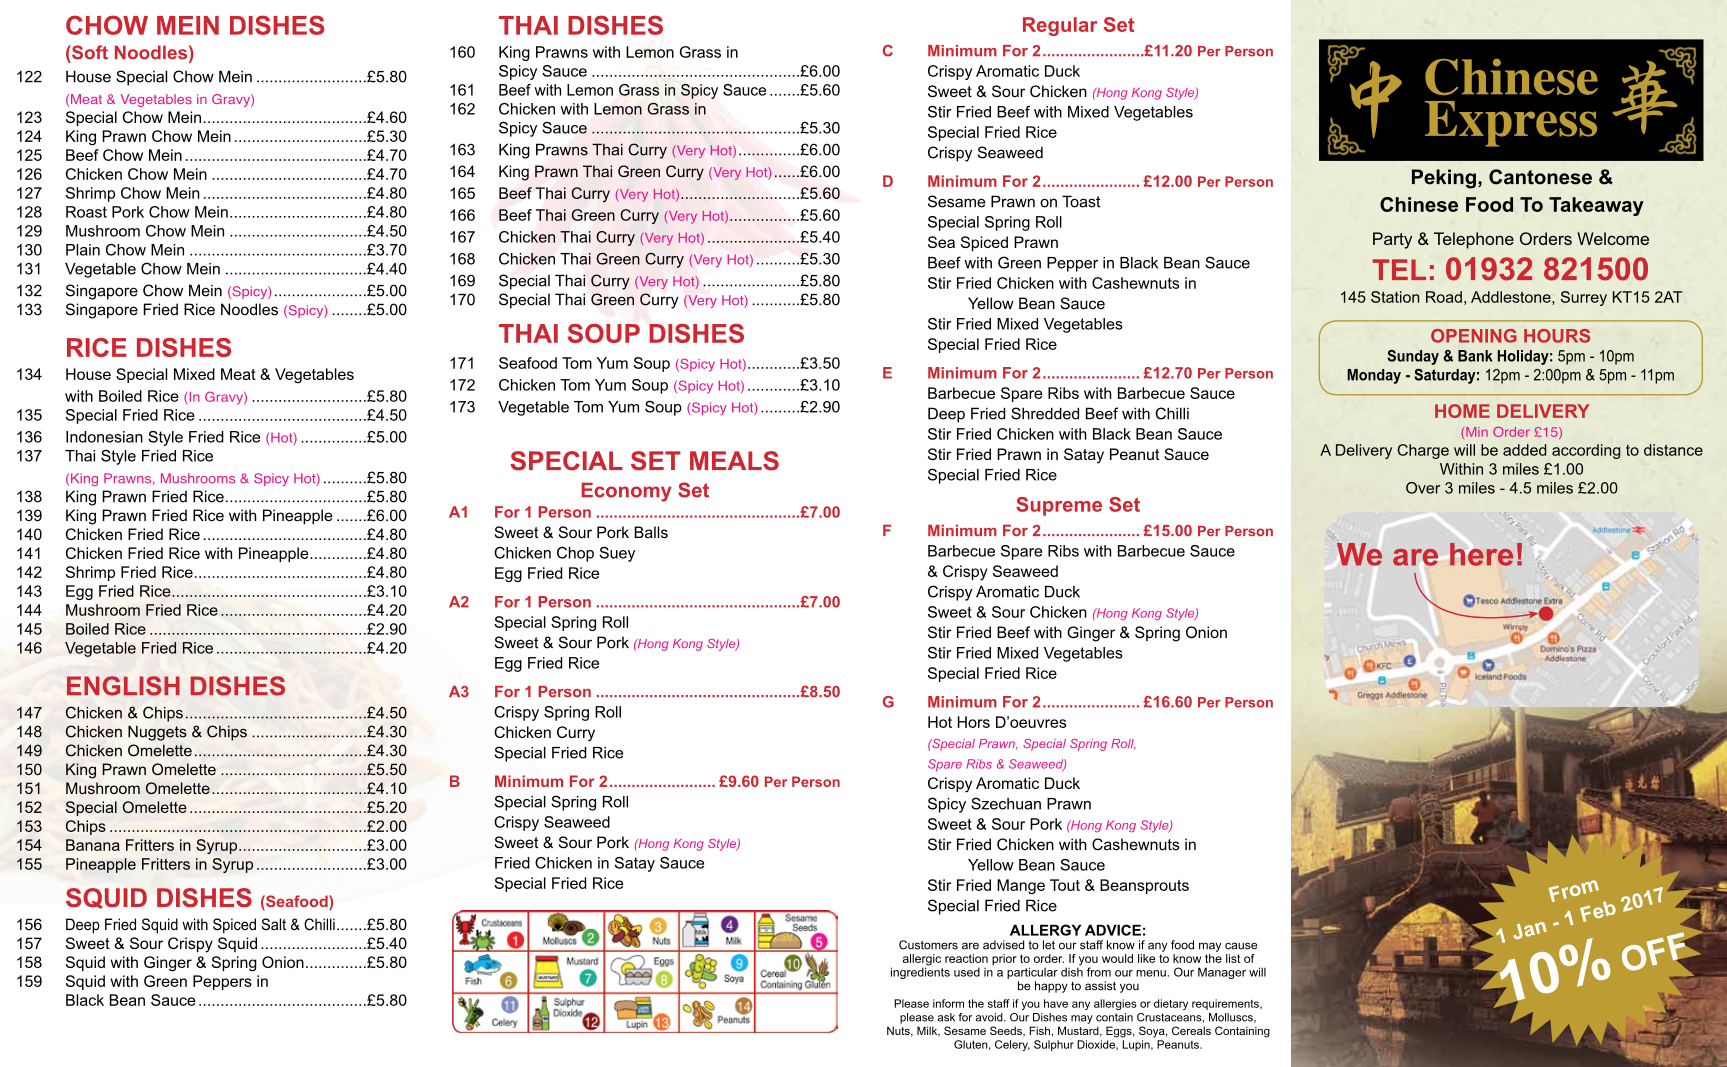 CHOW MEIN DISHES
(Soft Noodles)
122 House Special Chow Mein .........................£5.80
(Meat & Vegetables in Gravy)
123 Special Chow Mein.....................................£4.60
124 King Prawn Chow Mein..............................£5.30
125 Beef Chow Mein.........................................£4.70
126 Chicken Chow Mein ...................................£4.70
127 Shrimp Chow Mein.....................................£4.80
128 Roast Pork Chow Mein...............................£4.80
129 Mushroom Chow Mein ...............................£4.50
130 Plain Chow Mein ........................................£3.70
131 Vegetable Chow Mein ................................£4.40
132 Singapore Chow Mein (Spicy).....................£5.00
133 Singapore Fried Rice Noodles (Spicy) ........£5.00
RICE DISHES
134 House Special Mixed Meat & Vegetables
with Boiled Rice (In Gravy) ..........................£5.80
135 Special Fried Rice ......................................£4.50
136 Indonesian Style Fried Rice (Hot) ...............£5.00
137 Thai Style Fried Rice
(King Prawns, Mushrooms & Spicy Hot)..........£5.80
138 King Prawn Fried Rice................................£5.80
139 King Prawn Fried Rice with Pineapple .......£6.00
140 Chicken Fried Rice.....................................£4.80
141 Chicken Fried Rice with Pineapple.............£4.80
142 Shrimp Fried Rice.......................................£4.80
143 Egg Fried Rice............................................£3.10
144 Mushroom Fried Rice.................................£4.20
145 Boiled Rice .................................................£2.90
146 Vegetable Fried Rice..................................£4.20
ENGLISH DISHES
147 Chicken & Chips.........................................£4.50
148 Chicken Nuggets & Chips ..........................£4.30
149 Chicken Omelette.......................................£4.30
150 King Prawn Omelette .................................£5.50
151 Mushroom Omelette...................................£4.10
152 Special Omelette........................................£5.20
153 Chips ..........................................................£2.00
154 Banana Fritters in Syrup.............................£3.00
155 Pineapple Fritters in Syrup.........................£3.00
SQUID DISHES (Seafood)
156 Deep Fried Squid with Spiced Salt & Chilli.......£5.80
157 Sweet & Sour Crispy Squid........................£5.40
158 Squid with Ginger & Spring Onion..............£5.80
159 Squid with Green Peppers in
Black Bean Sauce......................................£5.80
THAI DISHES
160 King Prawns with Lemon Grass in
Spicy Sauce ...............................................£6.00
161 Beef with Lemon Grass in Spicy Sauce.......£5.60
162 Chicken with Lemon Grass in
Spicy Sauce ...............................................£5.30
163 King Prawns Thai Curry (Very Hot)..............£6.00
164 King Prawn Thai Green Curry (Very Hot)......£6.00
165 Beef Thai Curry (Very Hot)...........................£5.60
166 Beef Thai Green Curry (Very Hot)................£5.60
167 Chicken Thai Curry (Very Hot).....................£5.40
168 Chicken Thai Green Curry (Very Hot)..........£5.30
169 Special Thai Curry (Very Hot) ......................£5.80
170 Special Thai Green Curry (Very Hot) ...........£5.80
THAI SOUP DISHES
171 Seafood Tom Yum Soup (Spicy Hot)............£3.50
172 Chicken Tom Yum Soup (Spicy Hot)............£3.10
173 Vegetable Tom Yum Soup (Spicy Hot).........£2.90
SPECIAL SET MEALS
Economy Set
A1 For 1 Person ...............................................£7.00
Sweet & Sour Pork Balls
Chicken Chop Suey
Egg Fried Rice
A2 For 1 Person ...............................................£7.00
Special Spring Roll
Sweet & Sour Pork (Hong Kong Style)
Egg Fried Rice
A3 For 1 Person ...............................................£8.50
Crispy Spring Roll
Chicken Curry
Special Fried Rice
B Minimum For 2........................ £9.60 Per Person
Special Spring Roll
Crispy Seaweed
Sweet & Sour Pork (Hong Kong Style)
Fried Chicken in Satay Sauce
Special Fried Rice
Crustaceans 1
Molluscs 2
Nuts 3
Milk 4
Sesame Seeds 5
Fish 6
MUSTARD
Mustard 7
Eggs 8
Soya 9
Cereal Containing Gluten 10
Celery 11
Sulphur Dioxide 12
Lupin 13
Peanuts 14
Regular Set
C Minimum For 2.......................£11.20 Per Person
Crispy Aromatic Duck
Sweet & Sour Chicken (Hong Kong Style)
Stir Fried Beef with Mixed Vegetables
Special Fried Rice
Crispy Seaweed
D Minimum For 2...................... £12.00 Per Person
Sesame Prawn on Toast
Special Spring Roll
Sea Spiced Prawn
Beef with Green Pepper in Black Bean Sauce
Stir Fried Chicken with Cashewnuts in
Yellow Bean Sauce
Stir Fried Mixed Vegetables
Special Fried Rice
E Minimum For 2...................... £12.70 Per Person
Barbecue Spare Ribs with Barbecue Sauce
Deep Fried Shredded Beef with Chilli
Stir Fried Chicken with Black Bean Sauce
Stir Fried Prawn in Satay Peanut Sauce
Special Fried Rice
Supreme Set
F Minimum For 2...................... £15.00 Per Person
Barbecue Spare Ribs with Barbecue Sauce
& Crispy Seaweed
Crispy Aromatic Duck
Sweet & Sour Chicken (Hong Kong Style)
Stir Fried Beef with Ginger & Spring Onion
Stir Fried Mixed Vegetables
Special Fried Rice
G Minimum For 2...................... £16.60 Per Person
Hot Hors D'oeuvres
(Special Prawn, Special Spring Roll,
Spare Ribs & Seaweed)
Crispy Aromatic Duck
Spicy Szechuan Prawn
Sweet & Sour Pork (Hong Kong Style)
Stir Fried Chicken with Cashewnuts in
Yellow Bean Sauce
Stir Fried Mange Tout & Beansprouts
Special Fried Rice
ALLERGY ADVICE:
Customers are advised to let our staff know if any food may cause
allergic reaction prior to order. If you would like to know the list of
ingredients used in a particular dish from our menu. Our Manager will
be happy to assist you
Please inform the staff if you have any allergies or dietary requirements,
please ask for avoid. Our Dishes may contain Crustaceans, Molluscs,
Nuts, Milk, Sesame Seeds, Fish, Mustard, Eggs, Soya, Cereals Containing
Gluten, Celery, Sulphur Dioxide, Lupin, Peanuts.
中 Chinese Express 華
Peking, Cantonese &
Chinese Food To Takeaway
Party & Telephone Orders Welcome
TEL: 01932 821500
145 Station Road, Addlestone, Surrey KT15 2AT
OPENING HOURS
Sunday & Bank Holiday: 5pm - 10pm
Monday - Saturday: 12pm - 2:00pm & 5pm - 11pm
HOME DELIVERY
(Min Order £15)
A Delivery Charge will be added according to distance
Within 3 miles £1.00
Over 3 miles - 4.5 miles £2.00
We are here!
Addlestone
Station Rd
Tesco Addlestone Extra
Corrie Rd
Wimpy
Church Mews
Domino's Pizza
Addlestone
Crockford Park Rd
KFC
Iceland Foods
Greggs Addlestone
Corrie Rd
From
1 Jan - 1 Feb 2017
10% OFF